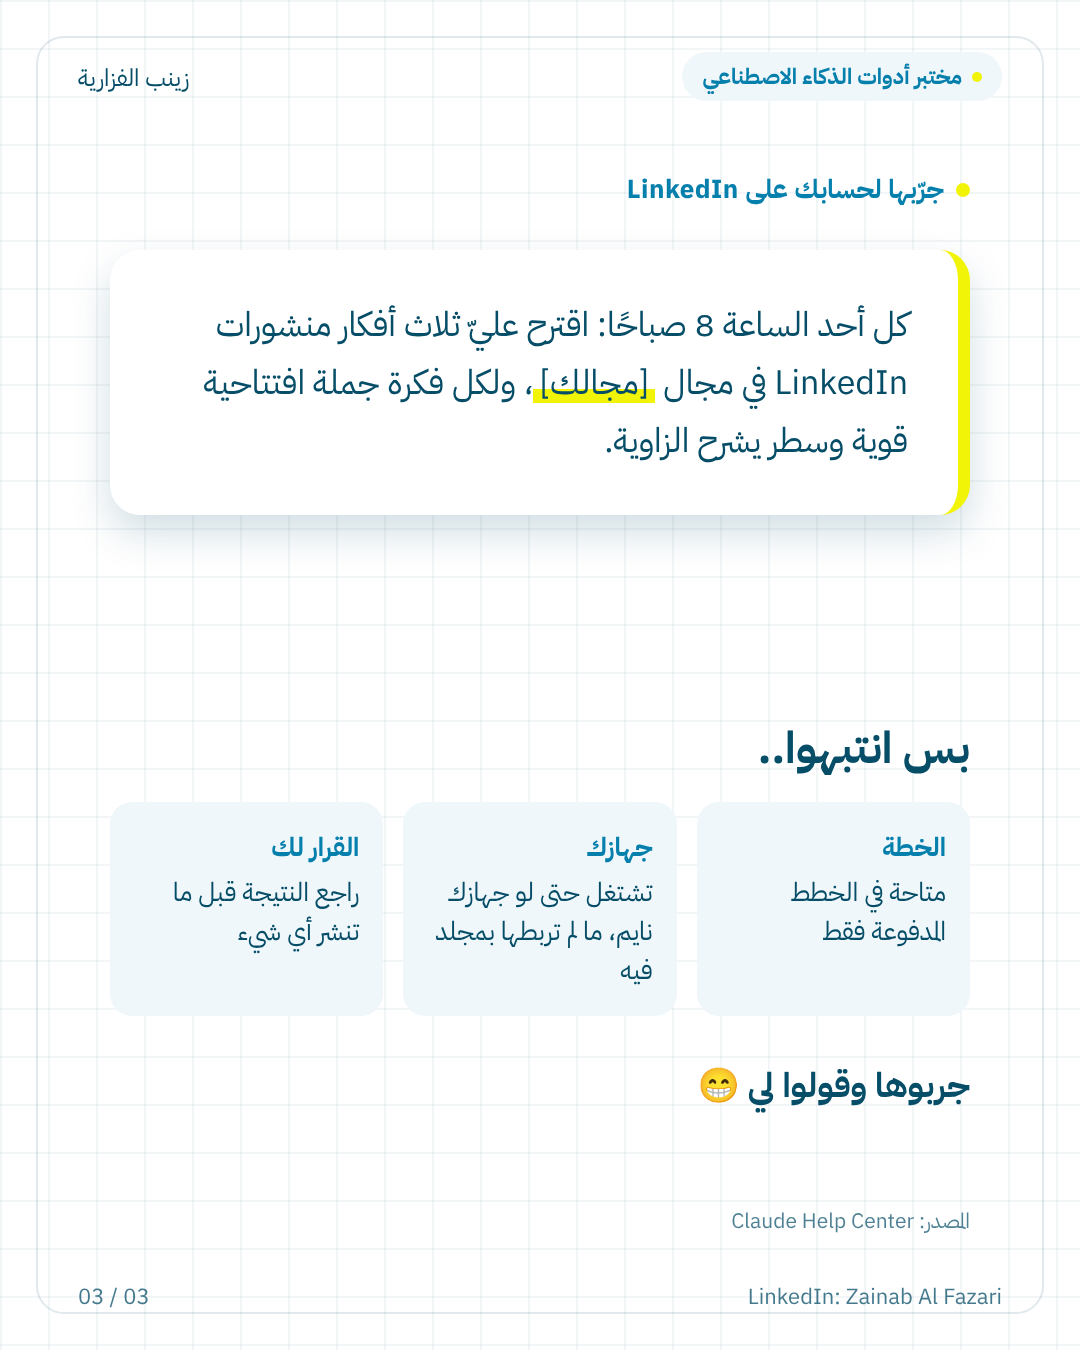 مختبر أدوات الذكاء الاصطناعي
زينب الفزارية
جرّبها لحسابك على LinkedIn
كل أحد الساعة 8 صباحًا: اقترح عليّ ثلاث أفكار منشورات
LinkedIn في مجال [مجالك]، ولكل فكرة جملة افتتاحية
قوية وسطر يشرح الزاوية.
بس انتبهوا..
الخطة
متاحة في الخطط
المدفوعة فقط
جهازك
تشتغل حتى لو جهازك
نايم، ما لم تربطها بمجلد
فيه
القرار لك
راجع النتيجة قبل ما
تنشر أي شيء
جربوها وقولوا لي 😁
المصدر: Claude Help Center
LinkedIn: Zainab Al Fazari
03 / 03